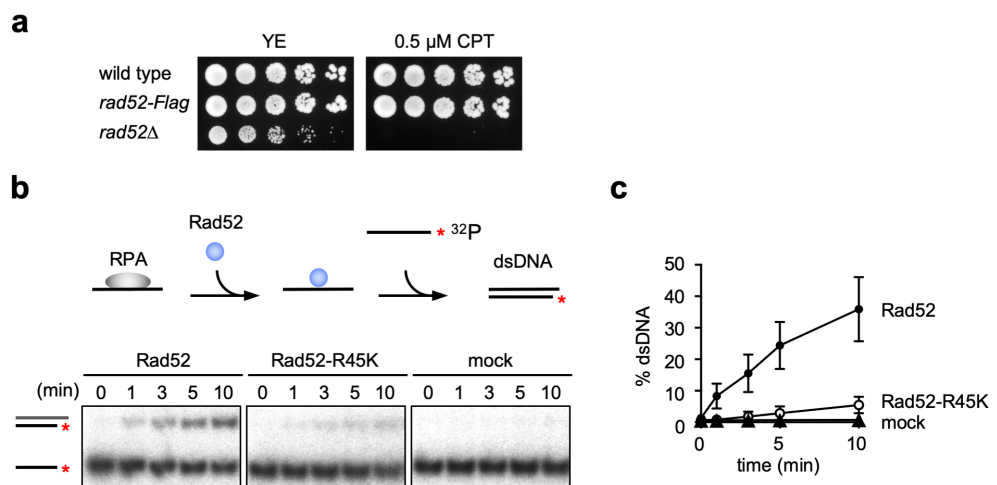 a
YE 0.5 µM CPT
wild type
rad52-Flag
rad52Δ
b
Rad52
* ³²P
RPA
dsDNA
*
Rad52 Rad52-R45K mock
(min) 0 1 3 5 10 0 1 3 5 10 0 1 3 5 10
*
*
c
% dsDNA
50
40
30
20
10
0
Rad52
Rad52-R45K
mock
0 5 10
time (min)